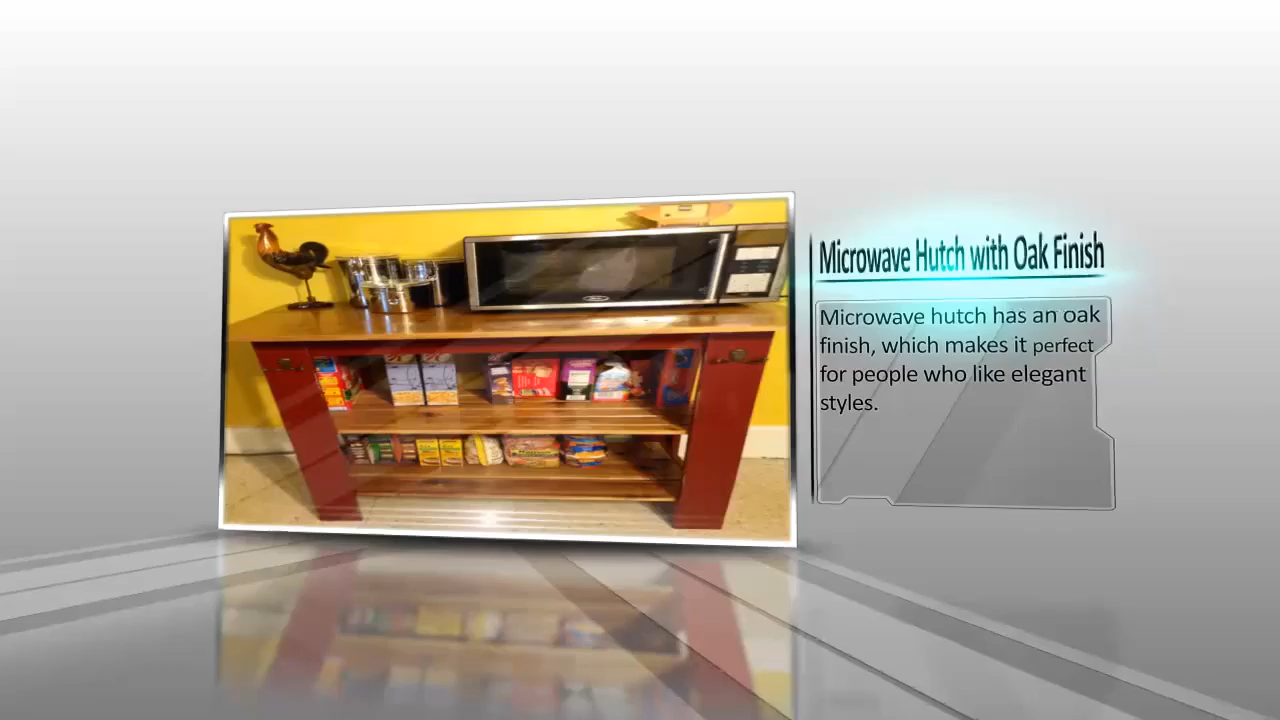 Microwave Hutch with Oak Finish
Microwave hutch has an oak
finish, which makes it perfect
for people who like elegant
styles.